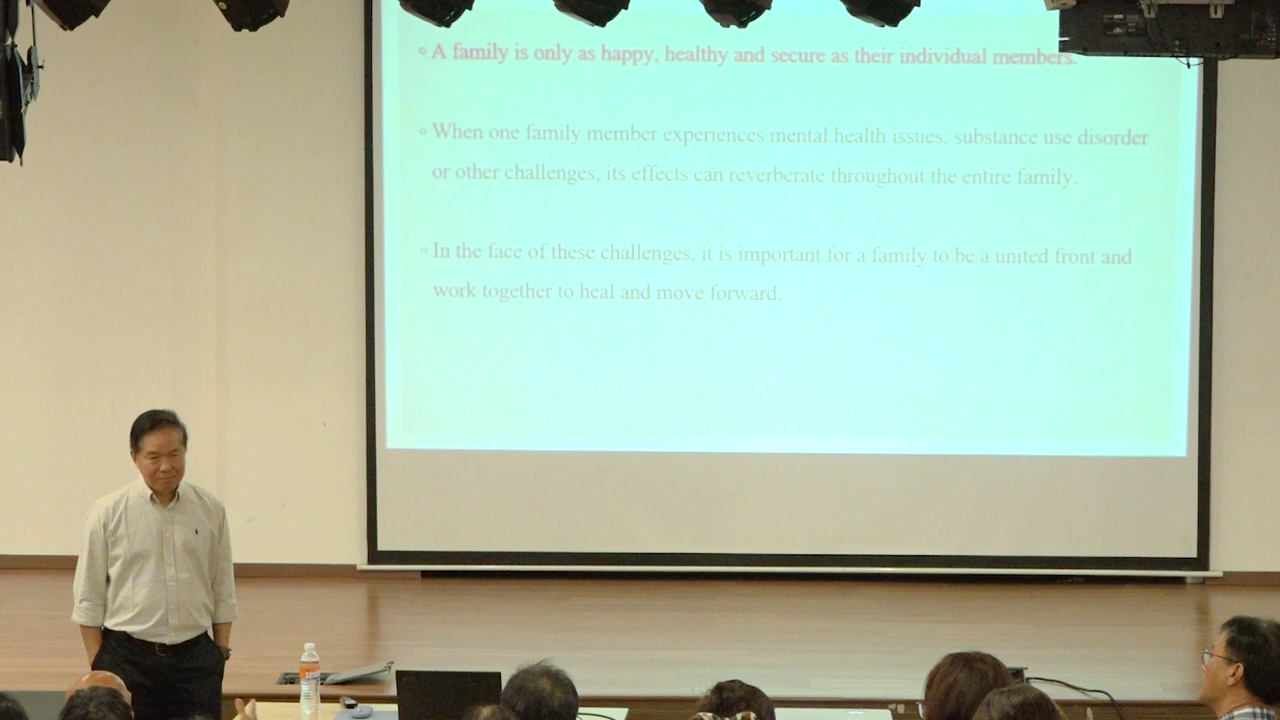 A family is only as happy, healthy and secure as their individual members.
When one family member experiences mental health issues, substance use disorder
or other challenges, its effects can reverberate throughout the entire family.
In the face of these challenges, it is important for a family to be a united front and
work together to heal and move forward.